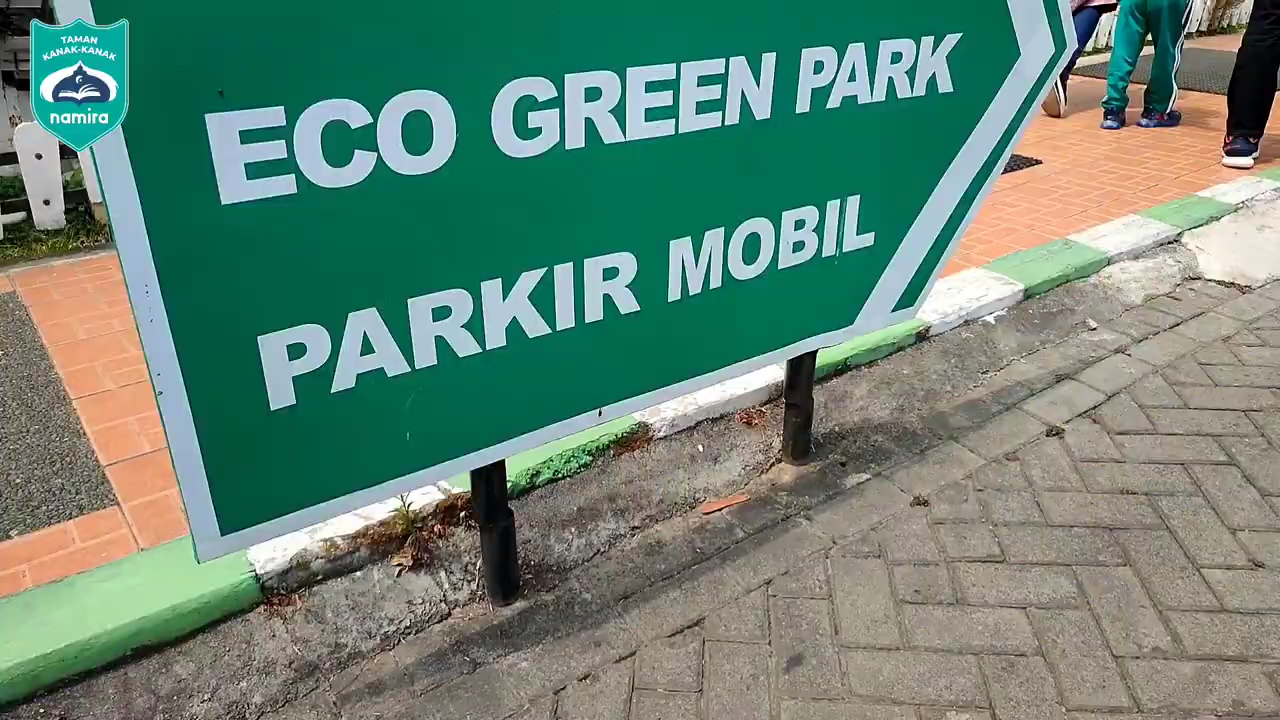 TAMAN
KANAK-KANAK
namira
ECO GREEN PARK
PARKIR MOBIL